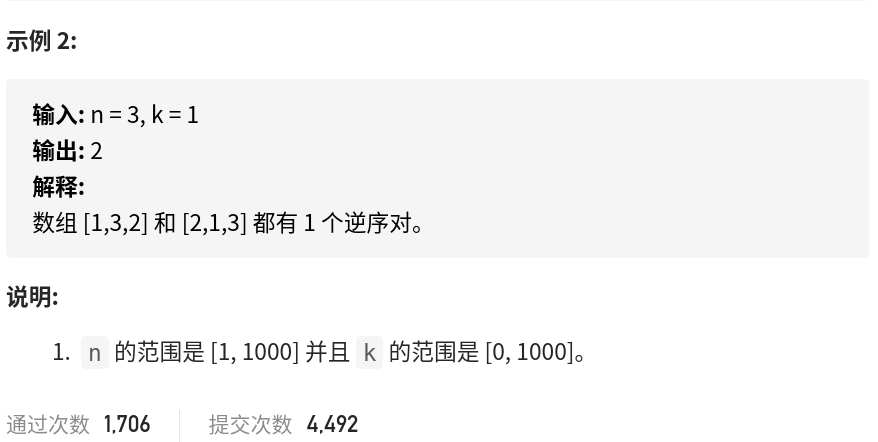 示例 2:
输入: n = 3, k = 1
输出: 2
解释:
数组 [1,3,2] 和 [2,1,3] 都有 1 个逆序对。
说明:
1. n 的范围是 [1, 1000] 并且 k 的范围是 [0, 1000]。
通过次数 1,706 提交次数 4,492